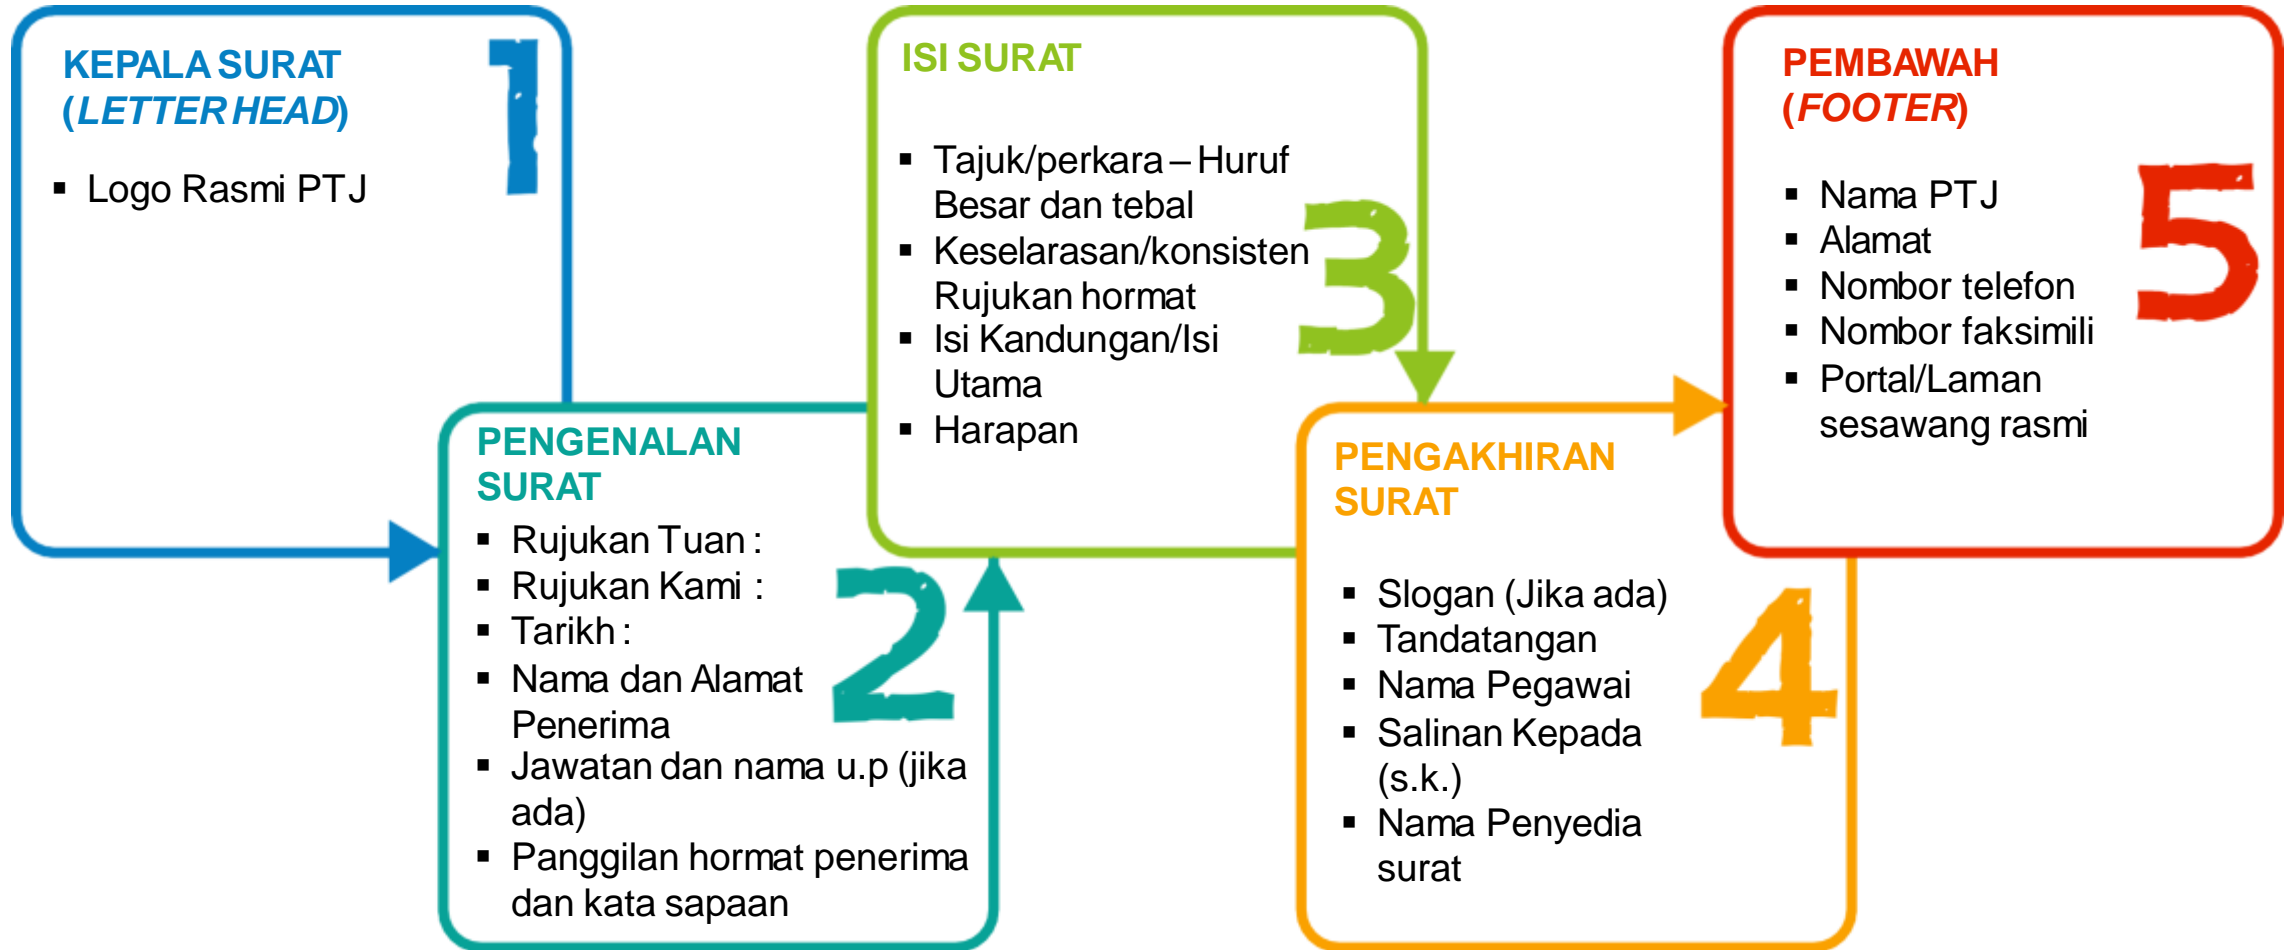 KEPALA SURAT
(LETTER HEAD)
1
▪ Logo Rasmi PTJ
PENGENALAN
SURAT
▪ Rujukan Tuan :
▪ Rujukan Kami :
▪ Tarikh :
▪ Nama dan Alamat
Penerima
▪ Jawatan dan nama u.p (jika
ada)
▪ Panggilan hormat penerima
dan kata sapaan
2
ISI SURAT
▪ Tajuk/perkara – Huruf
Besar dan tebal
▪ Keselarasan/konsisten
Rujukan hormat
▪ Isi Kandungan/Isi
Utama
▪ Harapan
3
PENGAKHIRAN
SURAT
▪ Slogan (Jika ada)
▪ Tandatangan
▪ Nama Pegawai
▪ Salinan Kepada
(s.k.)
▪ Nama Penyedia
surat
4
PEMBAWAH
(FOOTER)
▪ Nama PTJ
▪ Alamat
▪ Nombor telefon
▪ Nombor faksimili
▪ Portal/Laman
sesawang rasmi
5